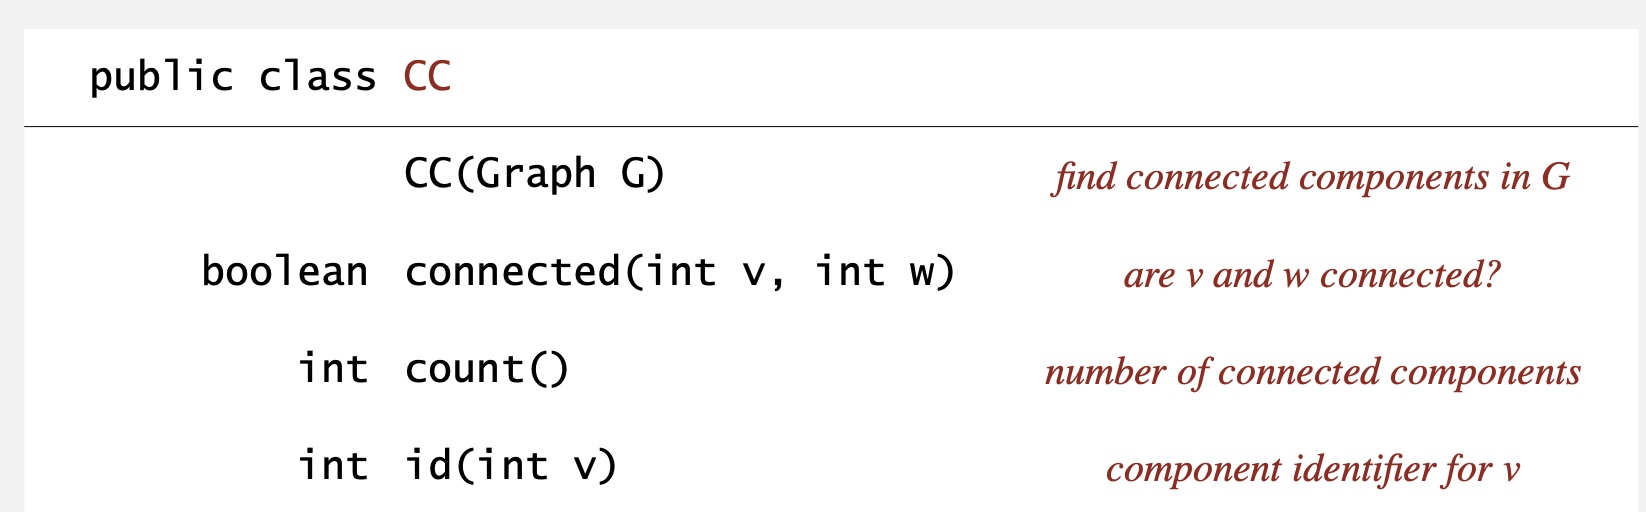 public class CC
CC(Graph G) find connected components in G
boolean connected(int v, int w) are v and w connected?
int count() number of connected components
int id(int v) component identifier for v